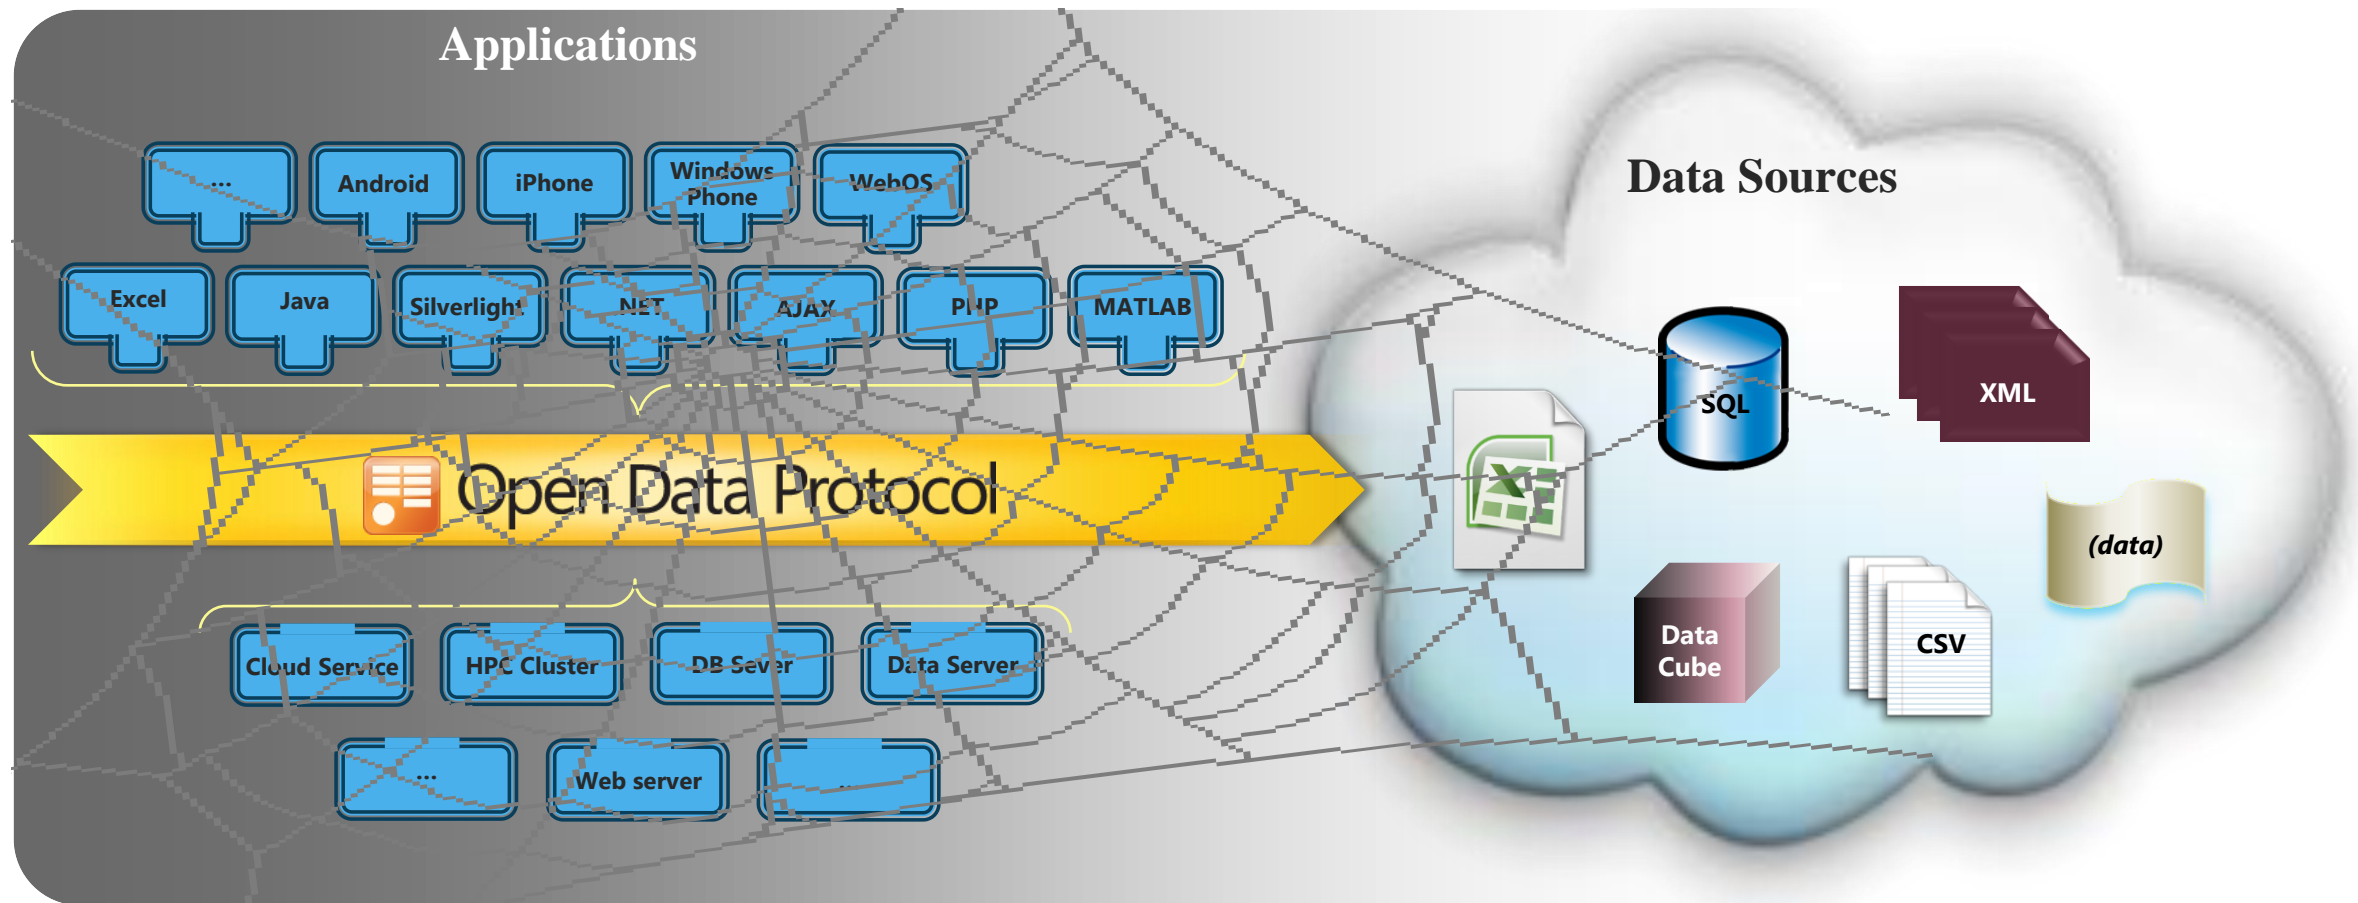 Applications
Data Sources
...
Android
iPhone
Windows
Phone
WebOS
Excel
Java
Silverlight
.NET
AJAX
PHP
MATLAB
Open Data Protocol
SQL
XML
(data)
Data
Cube
CSV
Cloud Service
HPC Cluster
DB Sever
Data Server
...
Web server
...